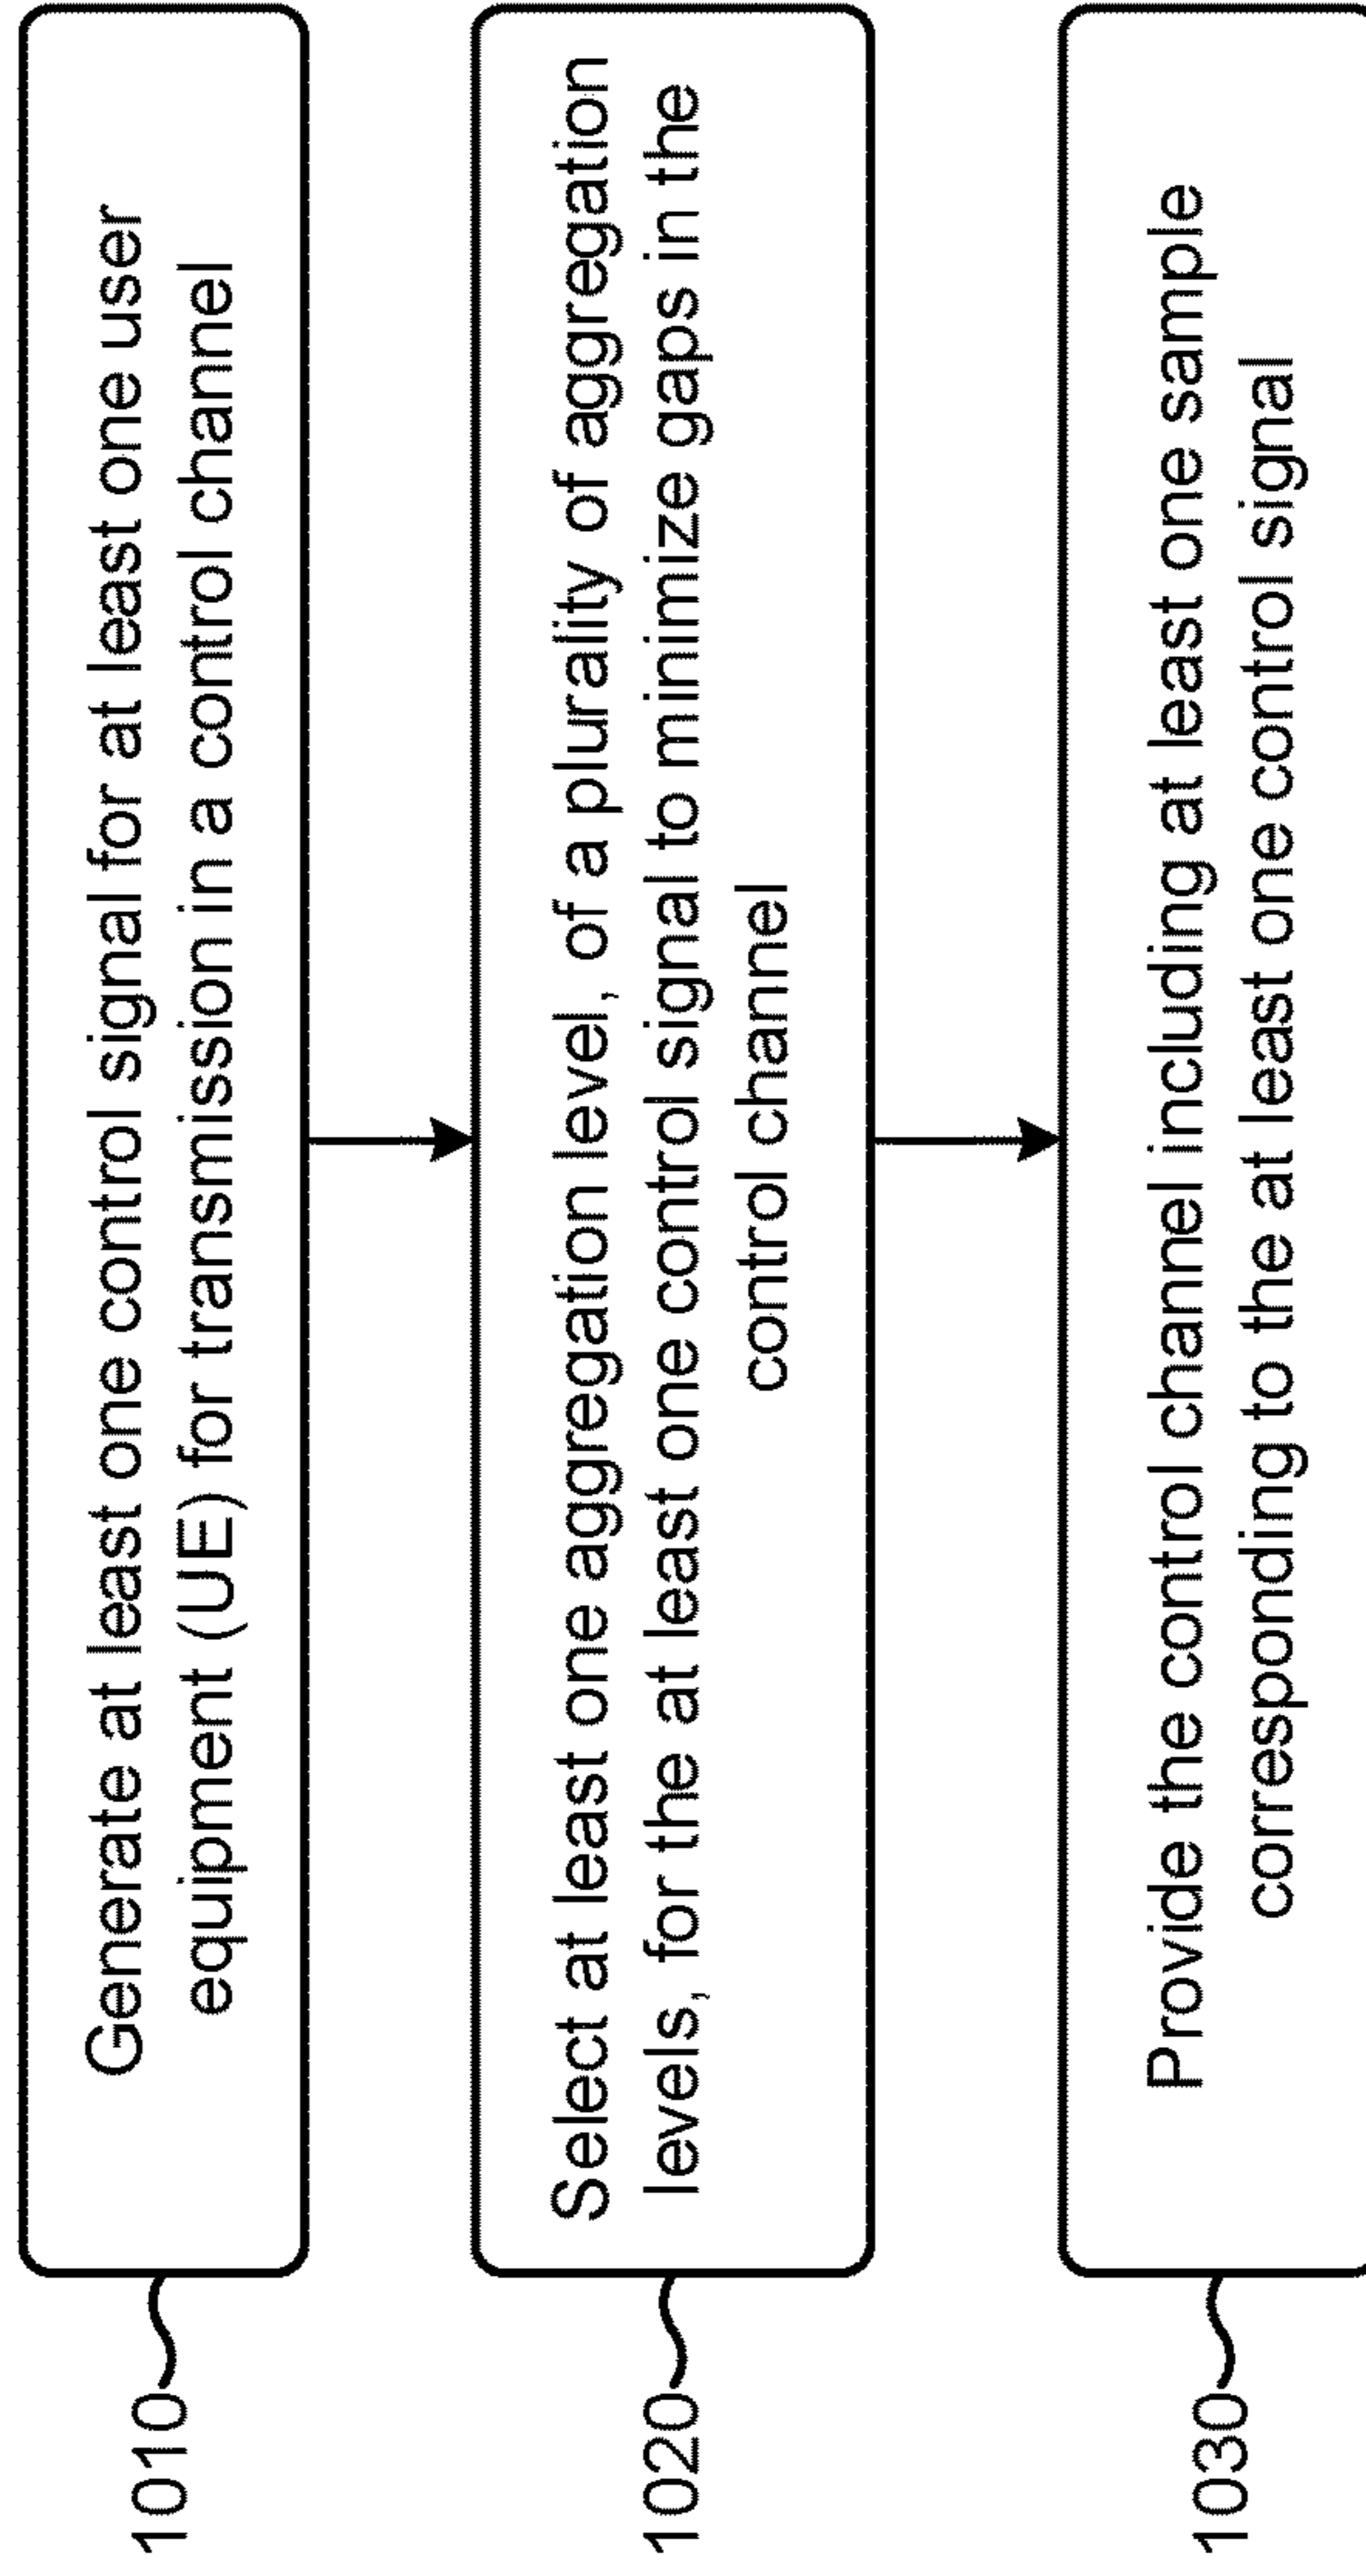 1010
Generate at least one control signal for at least one user
equipment (UE) for transmission in a control channel
1020
Select at least one aggregation level, of a plurality of aggregation
levels, for the at least one control signal to minimize gaps in the
control channel
1030
Provide the control channel including at least one sample
corresponding to the at least one control signal